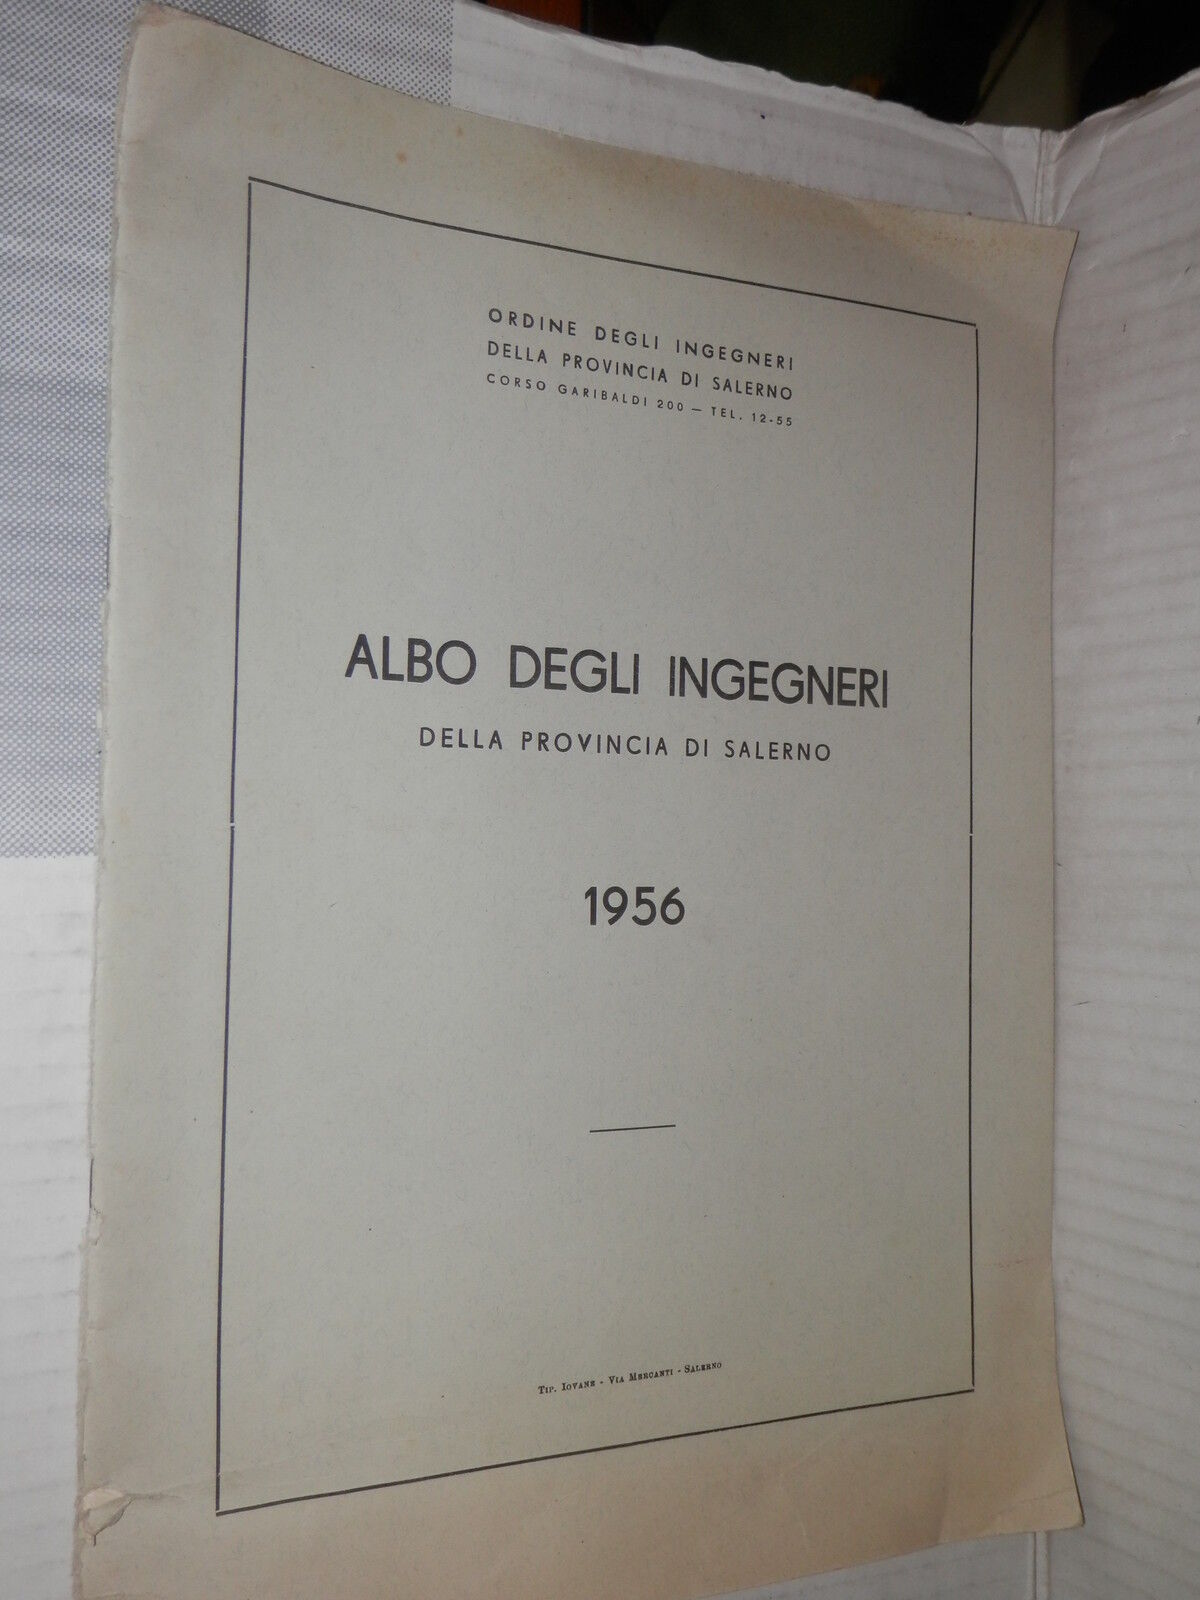 ORDINE DEGLI INGEGNERI
DELLA PROVINCIA DI SALERNO
CORSO GARIBALDI 200 — TEL. 12-55
ALBO DEGLI INGEGNERI
DELLA PROVINCIA DI SALERNO
1956
TIP. IOVANE - VIA MERCANTI - SALERNO